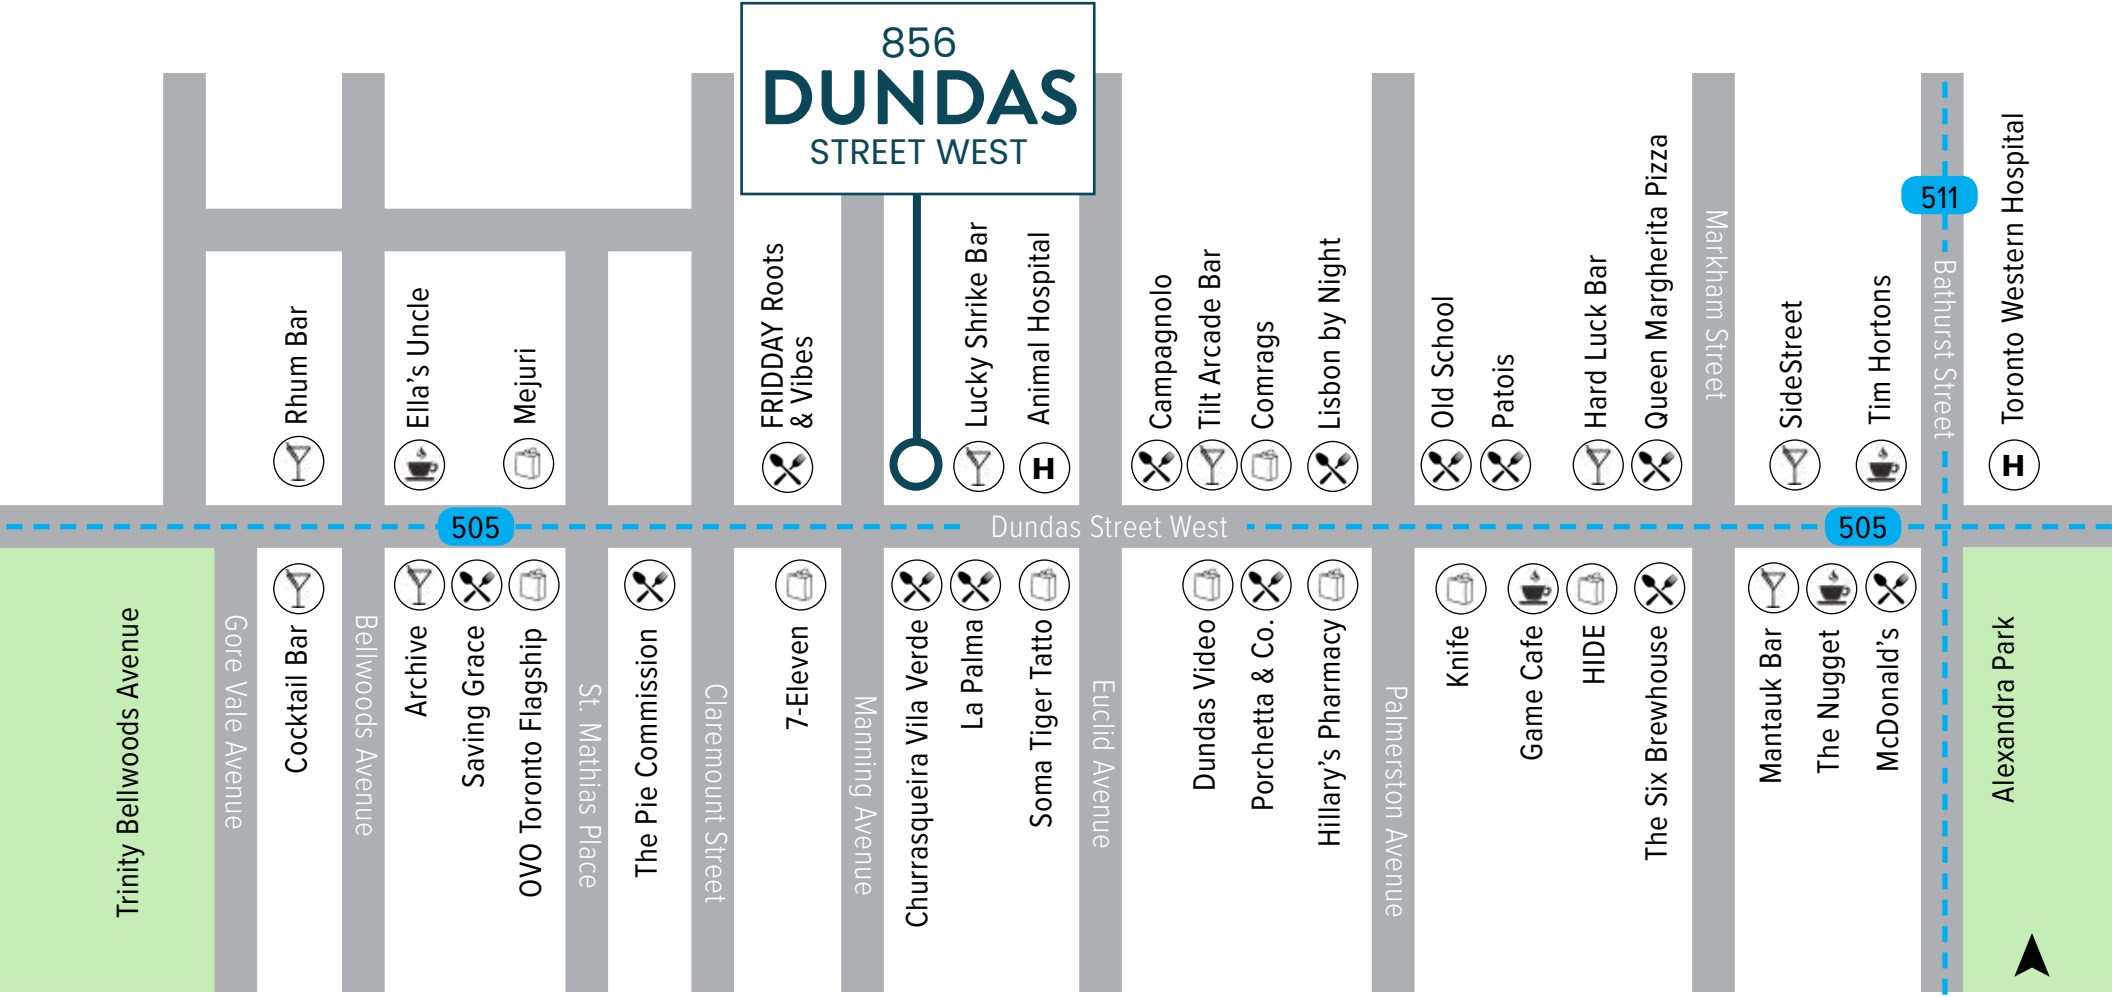 856
DUNDAS
STREET WEST
Rhum Bar
Ella's Uncle
Mejuri
FRIDDAY Roots
& Vibes
Lucky Shrike Bar
Animal Hospital
H
Campagnolo
Tilt Arcade Bar
Comrags
Lisbon by Night
Old School
Patois
Hard Luck Bar
Queen Margherita Pizza
Markham Street
SideStreet
Tim Hortons
511
Bathurst Street
Toronto Western Hospital
H
505
Dundas Street West
505
Trinity Bellwoods Avenue
Gore Vale Avenue
Cocktail Bar
Bellwoods Avenue
Archive
Saving Grace
OVO Toronto Flagship
St. Mathias Place
The Pie Commission
Claremount Street
7-Eleven
Manning Avenue
Churrasqueira Vila Verde
La Palma
Soma Tiger Tatto
Euclid Avenue
Dundas Video
Porchetta & Co.
Hillary's Pharmacy
Palmerston Avenue
Knife
Game Cafe
HIDE
The Six Brewhouse
Mantauk Bar
The Nugget
McDonald's
Alexandra Park